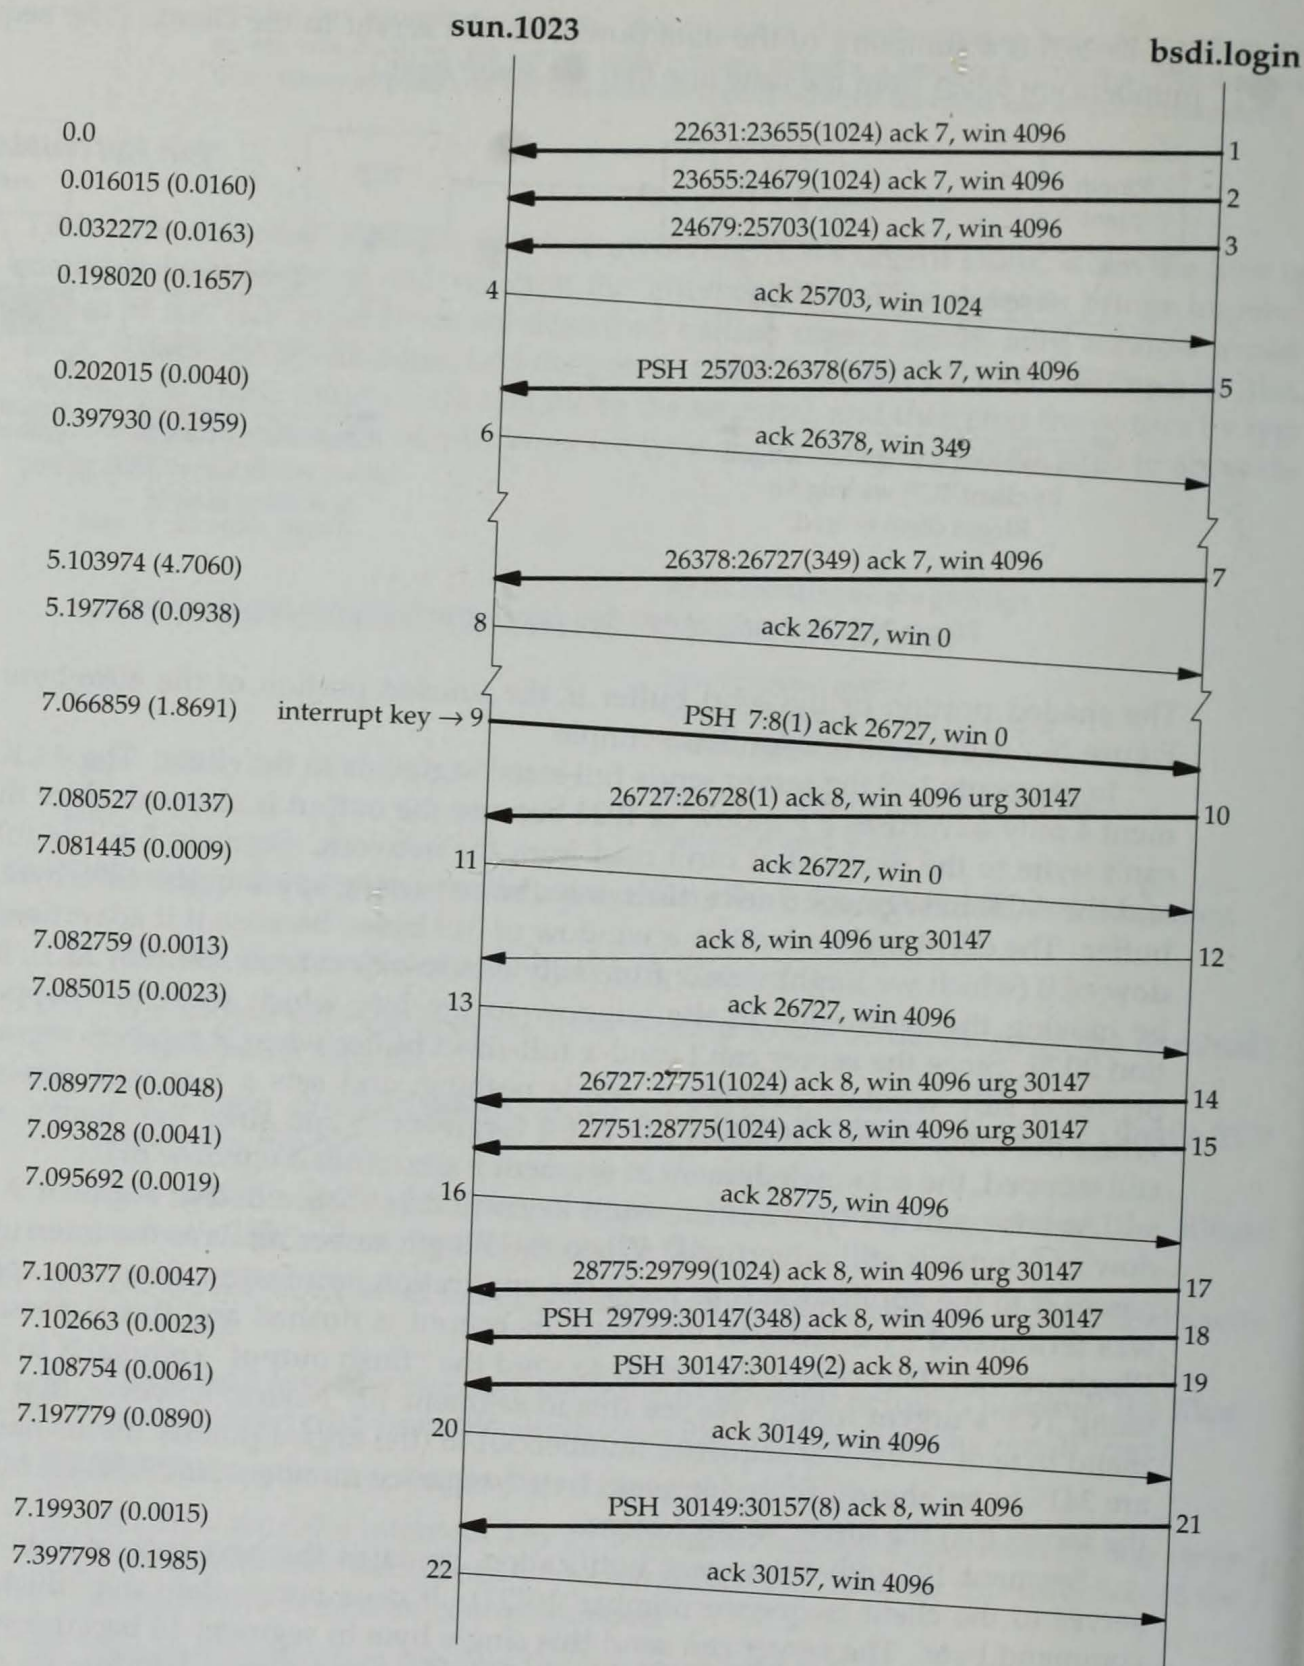 sun.1023
bsdi.login
0.0
22631:23655(1024) ack 7, win 4096
1
0.016015 (0.0160)
23655:24679(1024) ack 7, win 4096
2
0.032272 (0.0163)
24679:25703(1024) ack 7, win 4096
3
0.198020 (0.1657)
4
ack 25703, win 1024
0.202015 (0.0040)
PSH 25703:26378(675) ack 7, win 4096
5
0.397930 (0.1959)
6
ack 26378, win 349
5.103974 (4.7060)
26378:26727(349) ack 7, win 4096
7
5.197768 (0.0938)
8
ack 26727, win 0
7.066859 (1.8691)
interrupt key → 9
PSH 7:8(1) ack 26727, win 0
7.080527 (0.0137)
26727:26728(1) ack 8, win 4096 urg 30147
10
7.081445 (0.0009)
11
ack 26727, win 0
7.082759 (0.0013)
ack 8, win 4096 urg 30147
12
7.085015 (0.0023)
13
ack 26727, win 4096
7.089772 (0.0048)
26727:27751(1024) ack 8, win 4096 urg 30147
14
7.093828 (0.0041)
27751:28775(1024) ack 8, win 4096 urg 30147
15
7.095692 (0.0019)
16
ack 28775, win 4096
7.100377 (0.0047)
28775:29799(1024) ack 8, win 4096 urg 30147
17
7.102663 (0.0023)
PSH 29799:30147(348) ack 8, win 4096 urg 30147
18
7.108754 (0.0061)
PSH 30147:30149(2) ack 8, win 4096
19
7.197779 (0.0890)
20
ack 30149, win 4096
7.199307 (0.0015)
PSH 30149:30157(8) ack 8, win 4096
21
7.397798 (0.1985)
22
ack 30157, win 4096